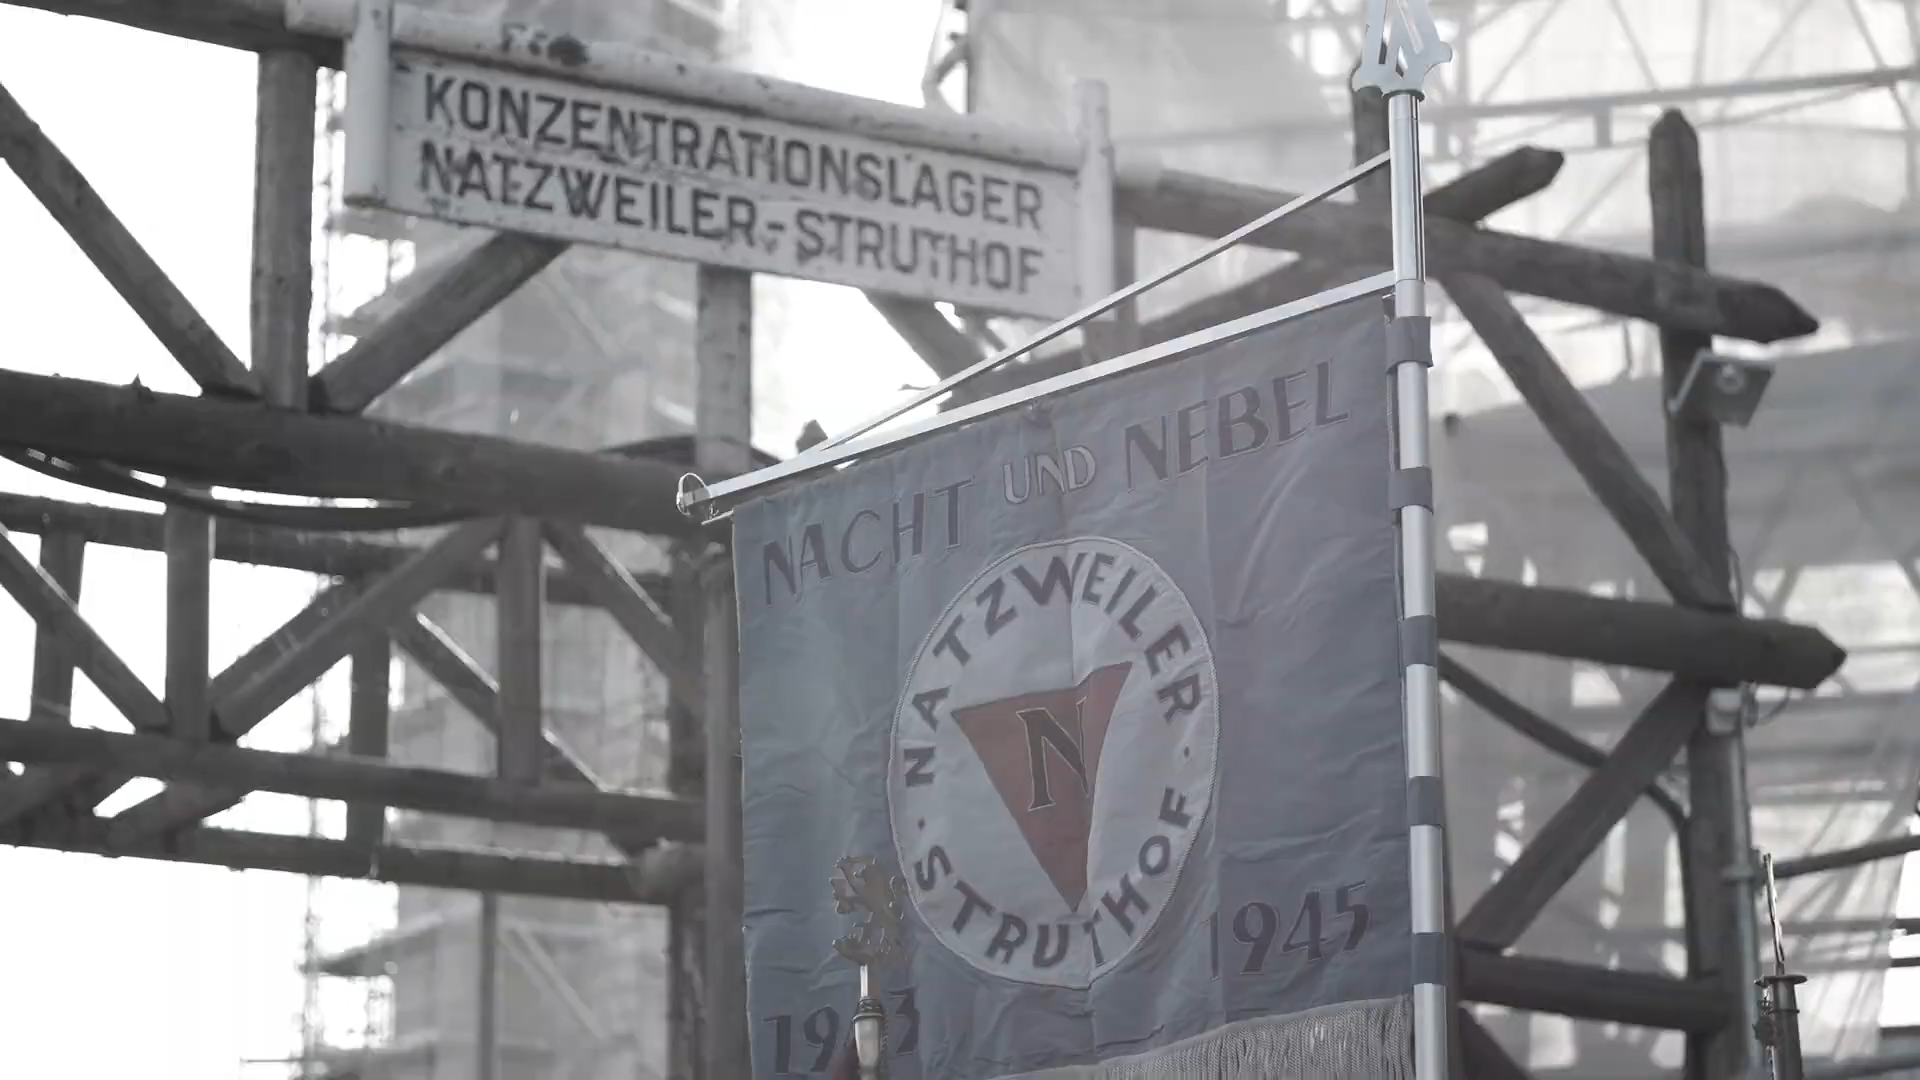 KONZENTRATIONSLAGER
NATZWEILER-STRUTHOF
NACHT UND NEBEL
NATZWEILER · STRUTHOF ·
N
1945